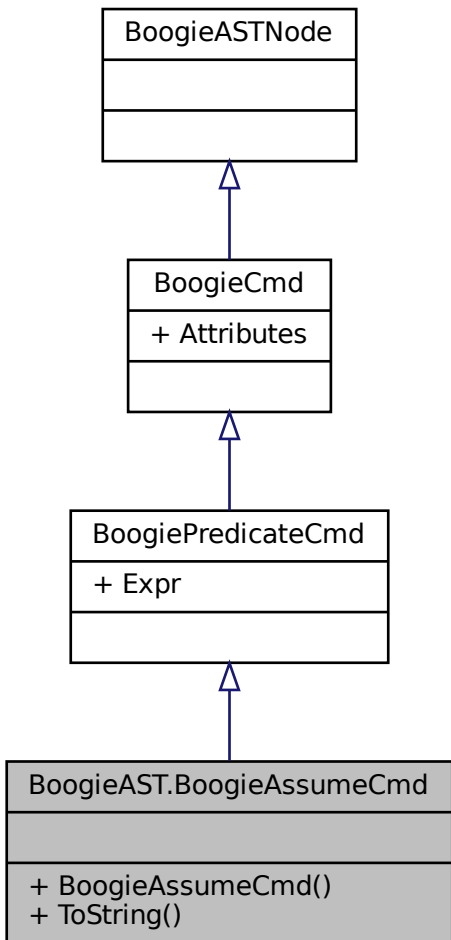 BoogieASTNode
BoogieCmd
+ Attributes
BoogiePredicateCmd
+ Expr
BoogieAST.BoogieAssumeCmd
+ BoogieAssumeCmd()
+ ToString()